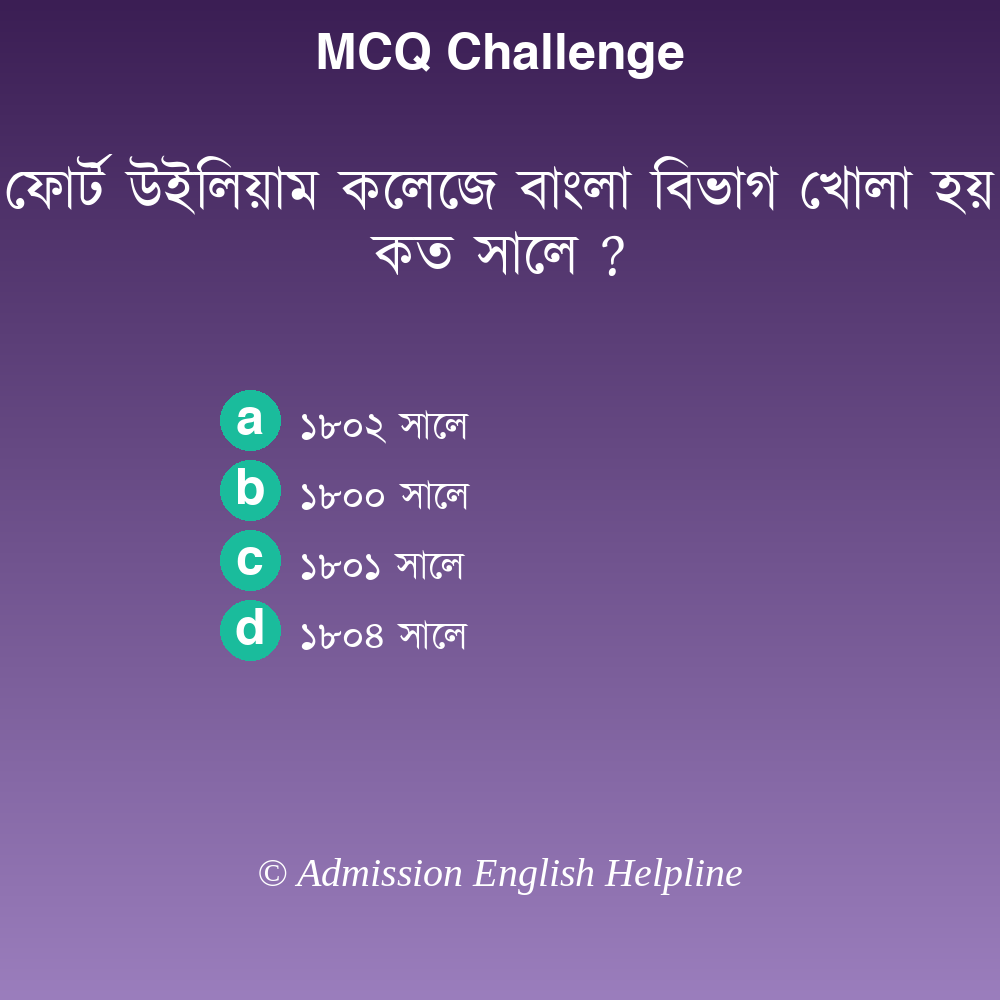 MCQ Challenge
ফোর্ট উইলিয়াম কলেজে বাংলা বিভাগ খোলা হয়
কত সালে ?
a ১৮০২ সালে
b ১৮০০ সালে
c ১৮০১ সালে
d ১৮০৪ সালে
© Admission English Helpline